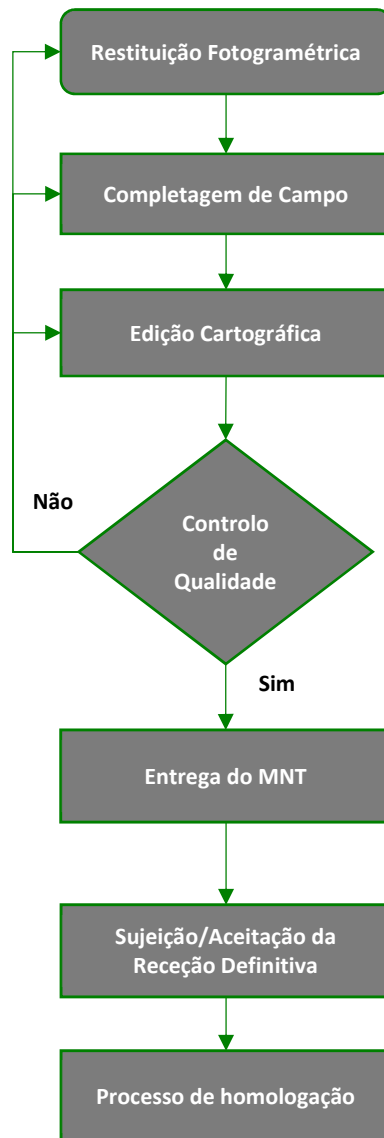 Restituição Fotogramétrica
Completagem de Campo
Edição Cartográfica
Não
Controlo
de
Qualidade
Sim
Entrega do MNT
Sujeição/Aceitação da
Receção Definitiva
Processo de homologação